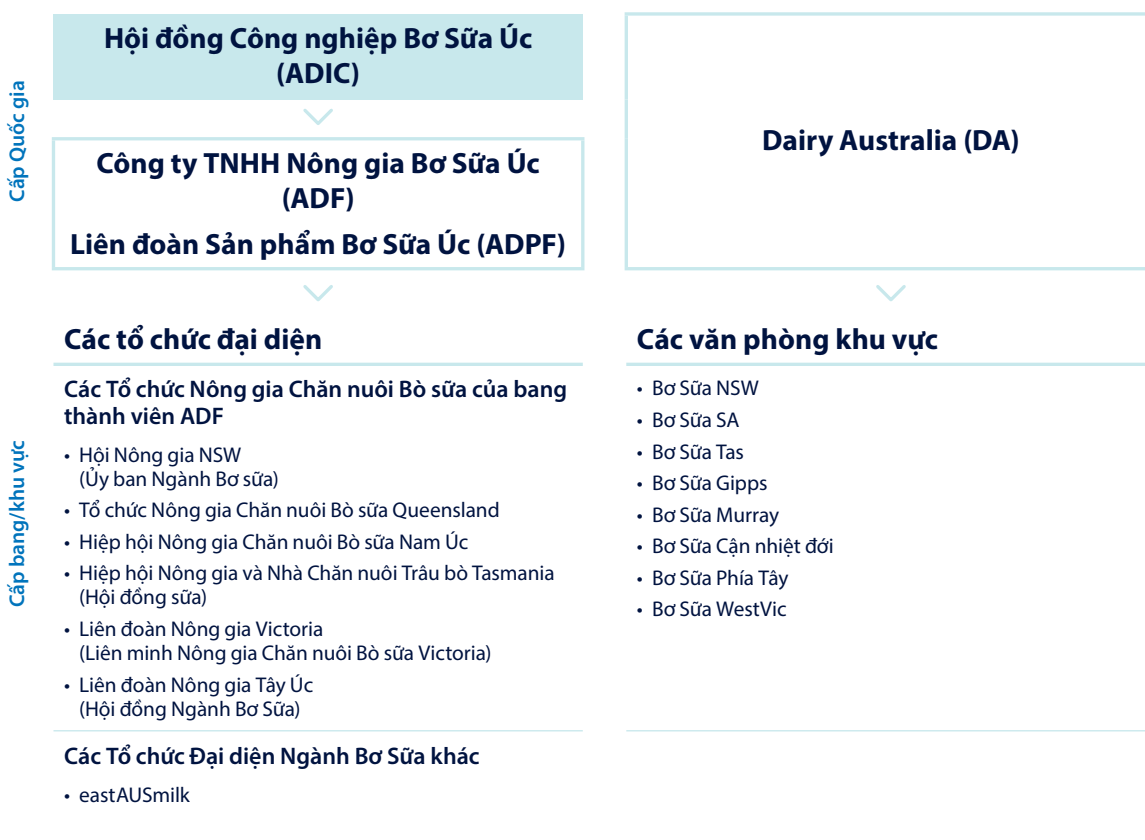 Cấp Quốc gia
Hội đồng Công nghiệp Bơ Sữa Úc
(ADIC)
Công ty TNHH Nông gia Bơ Sữa Úc
(ADF)
Liên đoàn Sản phẩm Bơ Sữa Úc (ADPF)
Dairy Australia (DA)
Cấp bang/khu vực
Các tổ chức đại diện
Các Tổ chức Nông gia Chăn nuôi Bò sữa của bang
thành viên ADF
• Hội Nông gia NSW
(Ủy ban Ngành Bơ sữa)
• Tổ chức Nông gia Chăn nuôi Bò sữa Queensland
• Hiệp hội Nông gia Chăn nuôi Bò sữa Nam Úc
• Hiệp hội Nông gia và Nhà Chăn nuôi Trâu bò Tasmania
(Hội đồng sữa)
• Liên đoàn Nông gia Victoria
(Liên minh Nông gia Chăn nuôi Bò sữa Victoria)
• Liên đoàn Nông gia Tây Úc
(Hội đồng Ngành Bơ Sữa)
Các Tổ chức Đại diện Ngành Bơ Sữa khác
• eastAUSmilk
Các văn phòng khu vực
• Bơ Sữa NSW
• Bơ Sữa SA
• Bơ Sữa Tas
• Bơ Sữa Gipps
• Bơ Sữa Murray
• Bơ Sữa Cận nhiệt đới
• Bơ Sữa Phía Tây
• Bơ Sữa WestVic